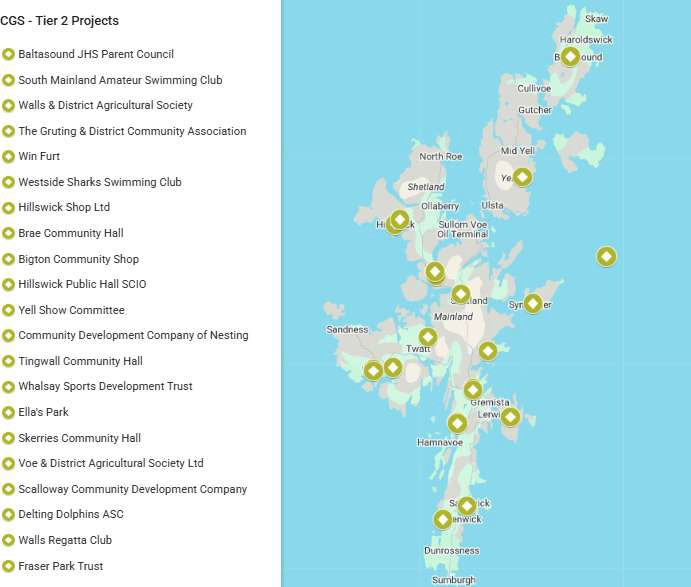 CGS - Tier 2 Projects
Baltasound JHS Parent Council
South Mainland Amateur Swimming Club
Walls & District Agricultural Society
The Gruting & District Community Association
Win Furt
Westside Sharks Swimming Club
Hillswick Shop Ltd
Brae Community Hall
Bigton Community Shop
Hillswick Public Hall SCIO
Yell Show Committee
Community Development Company of Nesting
Tingwall Community Hall
Whalsay Sports Development Trust
Ella's Park
Skerries Community Hall
Voe & District Agricultural Society Ltd
Scalloway Community Development Company
Delting Dolphins ASC
Walls Regatta Club
Fraser Park Trust
Skaw
Haroldswick
Cullivoe
Gutcher
Mid Yell
North Roe
Shetland
Ollaberry
Ulsta
Sullom Voe
Oil Terminal
Mainland
Sandness
Twatt
Gremista
Hamnavoe
Dunrossness
Sumburgh